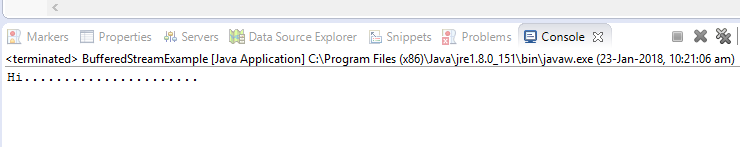 Markers Properties Servers Data Source Explorer Snippets Problems Console
<terminated> BufferedStreamExample [Java Application] C:\Program Files (x86)\Java\jre1.8.0_151\bin\javaw.exe (23-Jan-2018, 10:21:06 am)
Hi......................